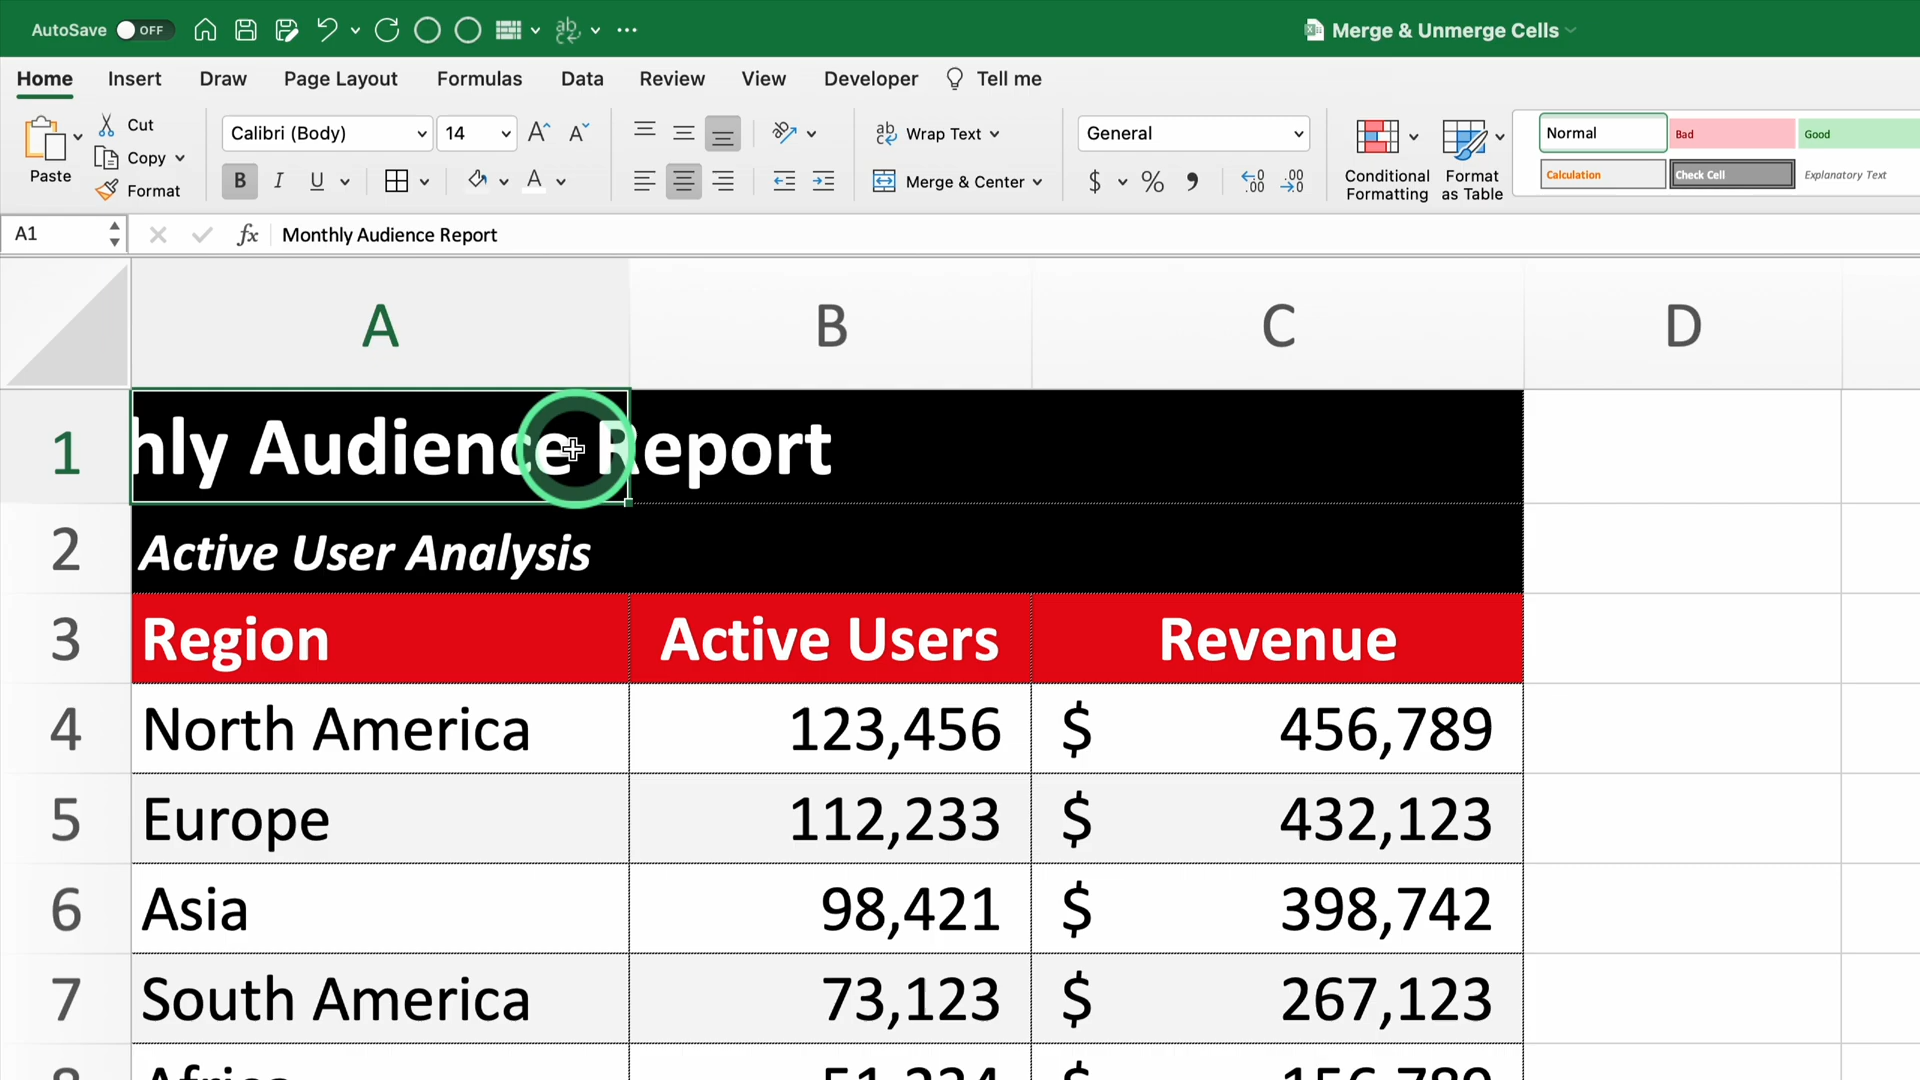 AutoSave OFF Merge & Unmerge Cells
Home Insert Draw Page Layout Formulas Data Review View Developer Tell me
Paste Cut Copy Format
Calibri (Body) 14 A A
B I U A
ab Wrap Text
Merge & Center
General
$ % , .00 .00
Conditional Formatting
Format as Table
Normal Bad Good
Calculation Check Cell Explanatory Text
A1 fx Monthly Audience Report
A B C D
1 hly Audience Report
2 Active User Analysis
3 Region Active Users Revenue
4 North America 123,456 $ 456,789
5 Europe 112,233 $ 432,123
6 Asia 98,421 $ 398,742
7 South America 73,123 $ 267,123